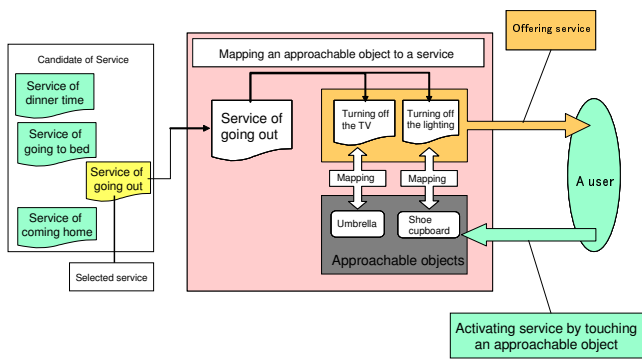 Candidate of Service
Service of
dinner time
Service of
going to bed
Service of
going out
Service of
coming home
Selected service
Mapping an approachable object to a service
Service of
going out
Turning off
the TV
Turning off
the lighting
Mapping
Mapping
Umbrella
Shoe
cupboard
Approachable objects
Offering service
A user
Activating service by touching
an approachable object